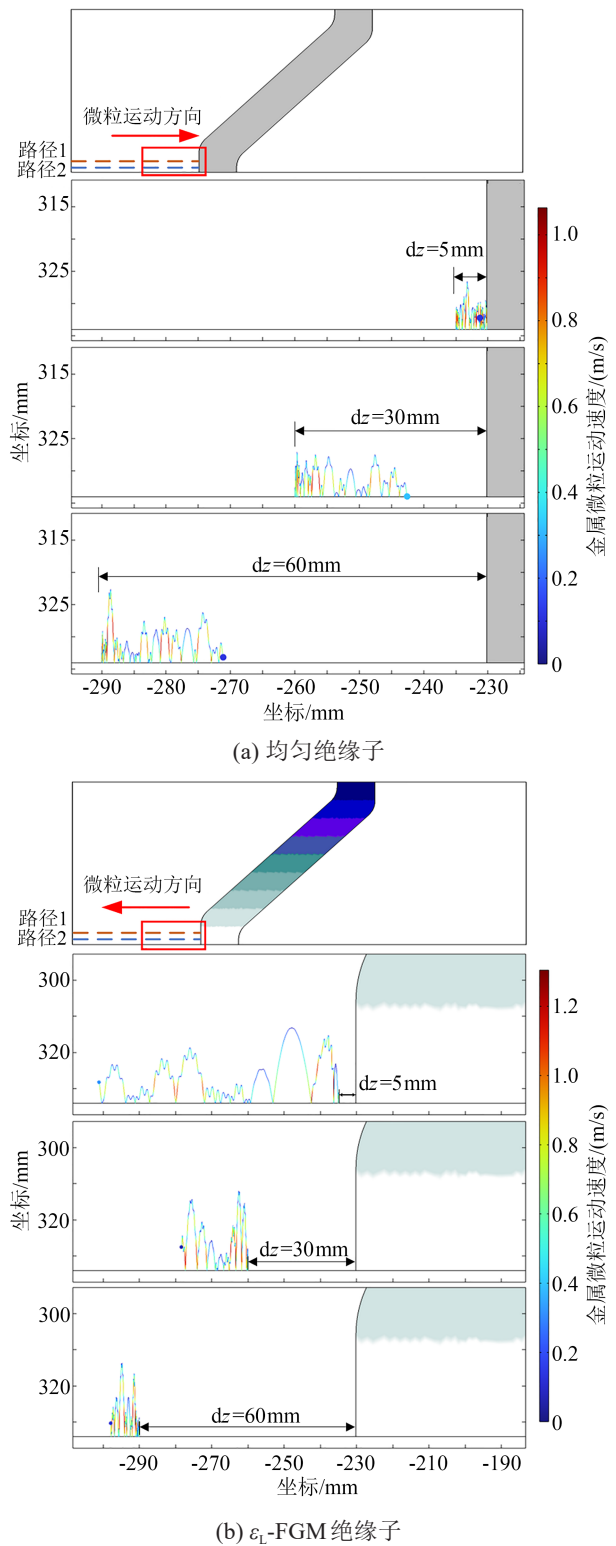 微粒运动方向
路径1
路径2
315
325
dz=5mm
315
325
dz=30mm
315
325
dz=60mm
坐标/mm
-290
-280
-270
-260
-250
-240
-230
坐标/mm
1.0
0.8
0.6
0.4
0.2
0
金属微粒运动速度/(m/s)
(a) 均匀绝缘子
微粒运动方向
路径1
路径2
300
320
dz=5mm
300
320
dz=30mm
300
320
dz=60mm
坐标/mm
-290
-270
-250
-230
-210
-190
坐标/mm
1.2
1.0
0.8
0.6
0.4
0.2
0
金属微粒运动速度/(m/s)
(b) εL-FGM 绝缘子